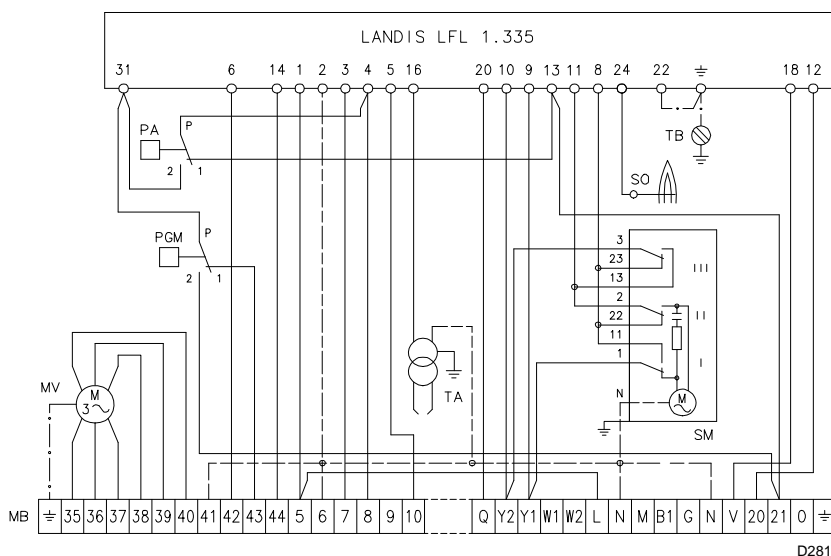 LANDIS LFL 1.335
31 6 14 1 2 3 4 5 16 20 10 9 13 11 8 24 22 18 12
PA P
2 1
TB
SO
PGM P
2 1
3
23
13
III
2
22
II
11
1
I
N M
SM
TA
MV M
3
MB 35 36 37 38 39 40 41 42 43 44 5 6 7 8 9 10 Q Y2 Y1 W1 W2 L N M B1 G N V 20 21 0
D281